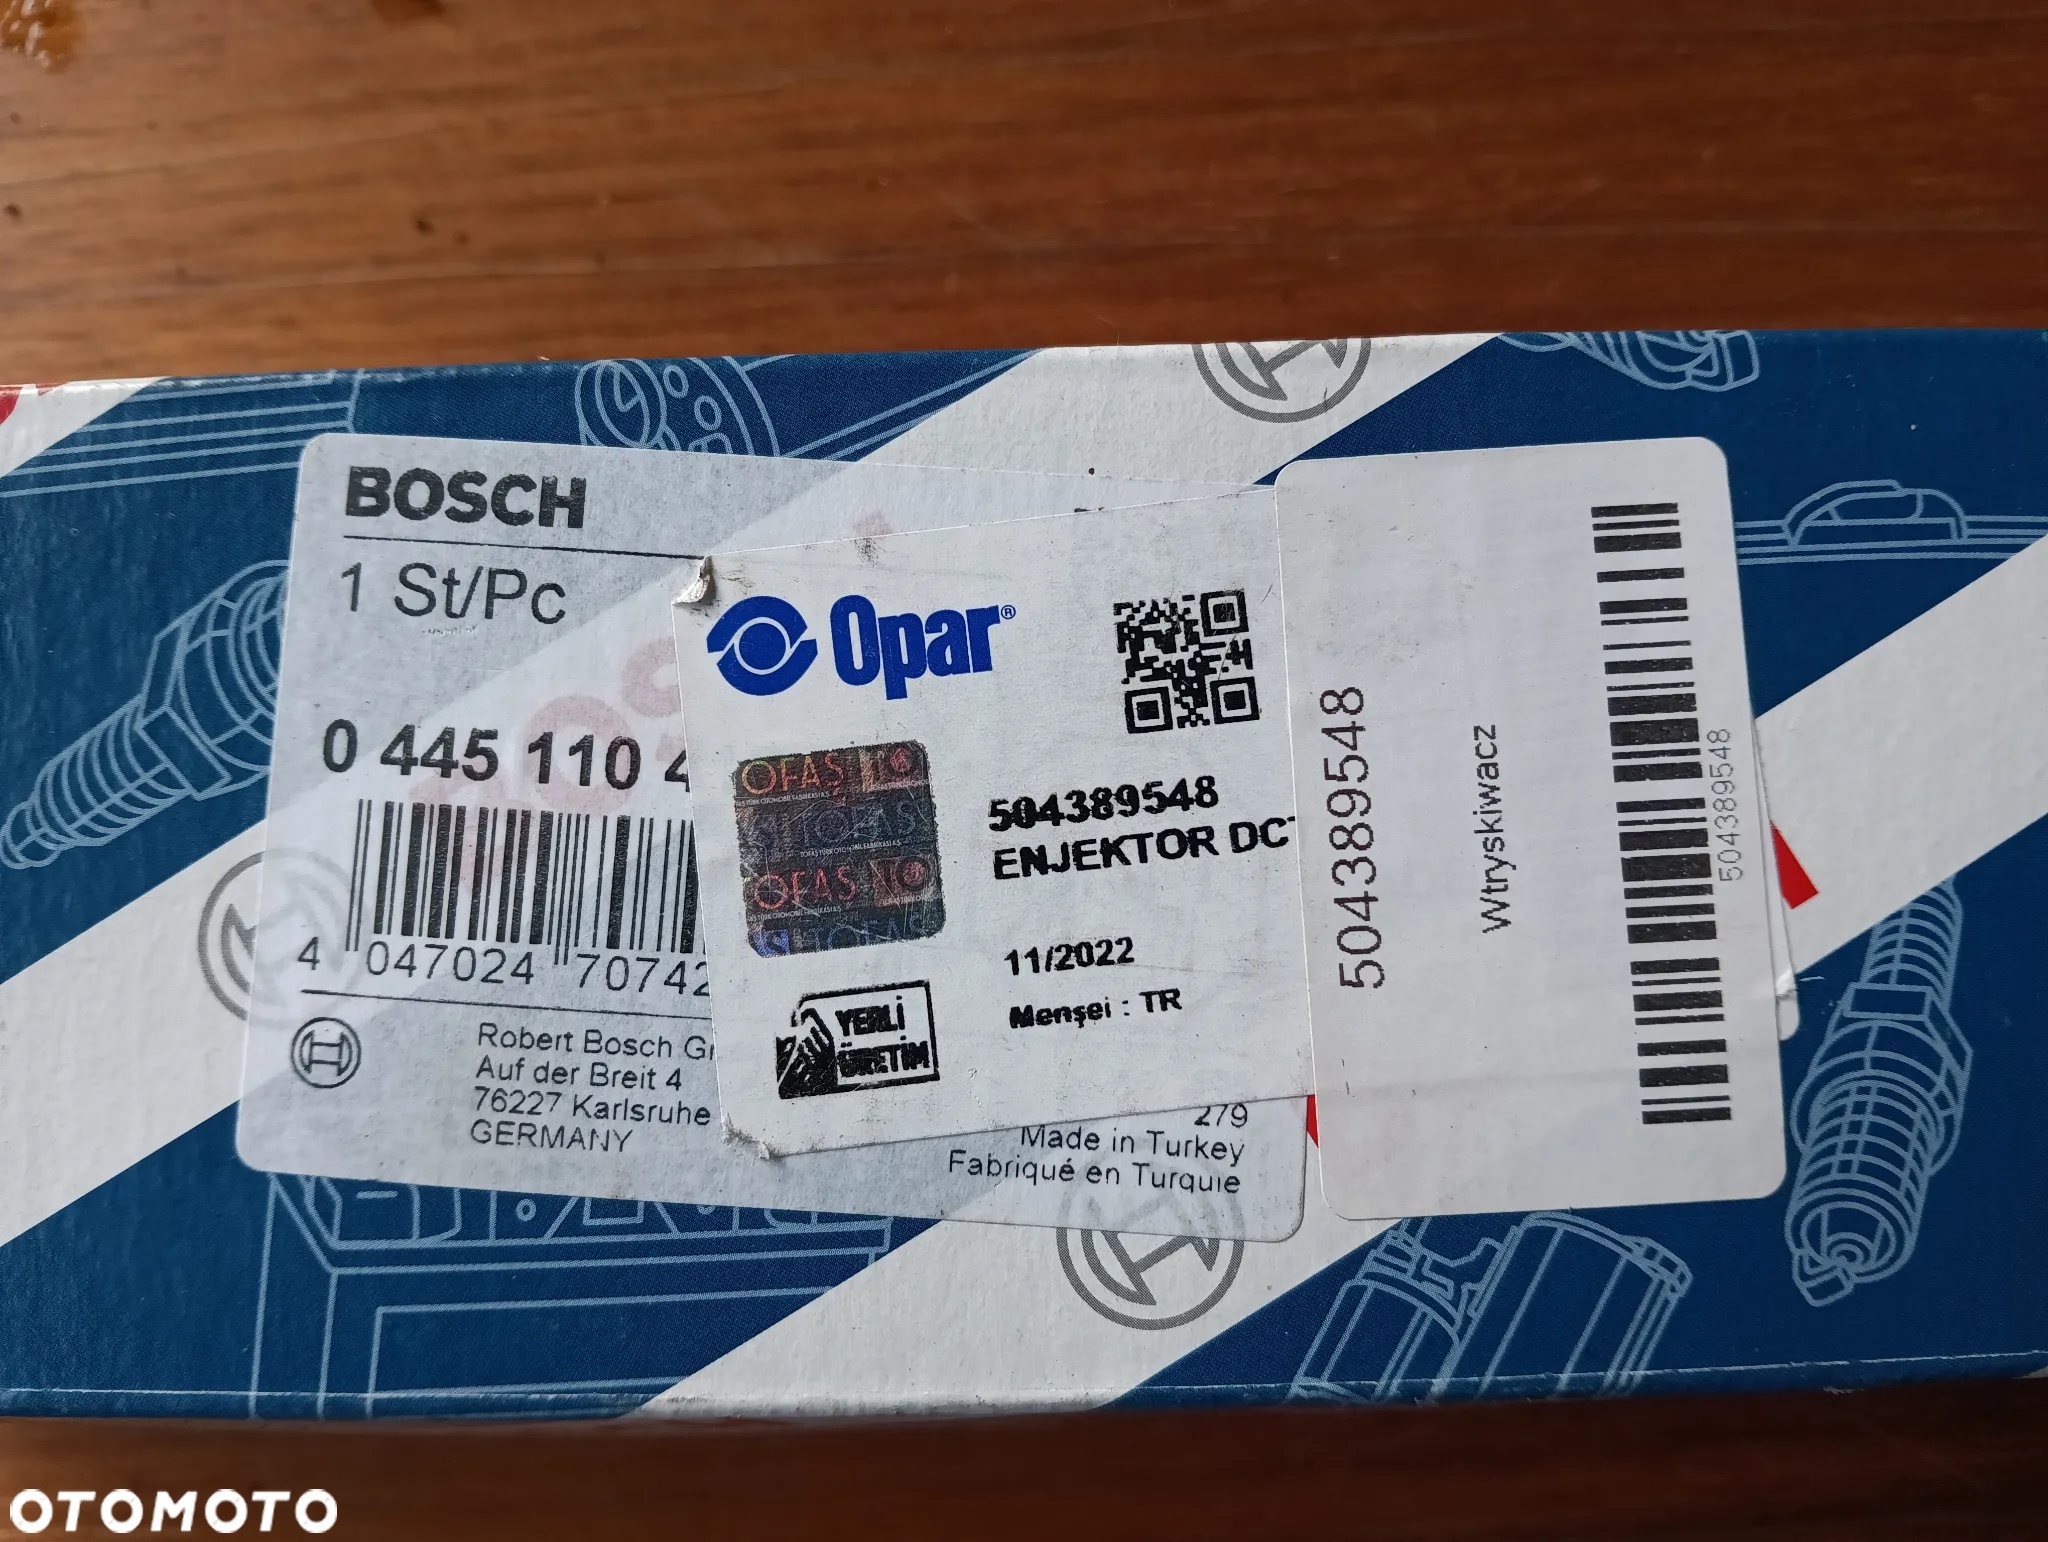 BOSCH
1 St/Pc
0 445 110 4
4 047024 70742
Robert Bosch G
Auf der Breit 4
76227 Karlsruhe
GERMANY
279
Made in Turkey
Fabriqué en Turquie
Opar®
OFAŞ
OFAŞ
504389548
ENJEKTOR DC
11/2022
Menşei : TR
YERLİ
ÜRETİM
504389548
Wtryskiwacz
504389548
OTOMOTO